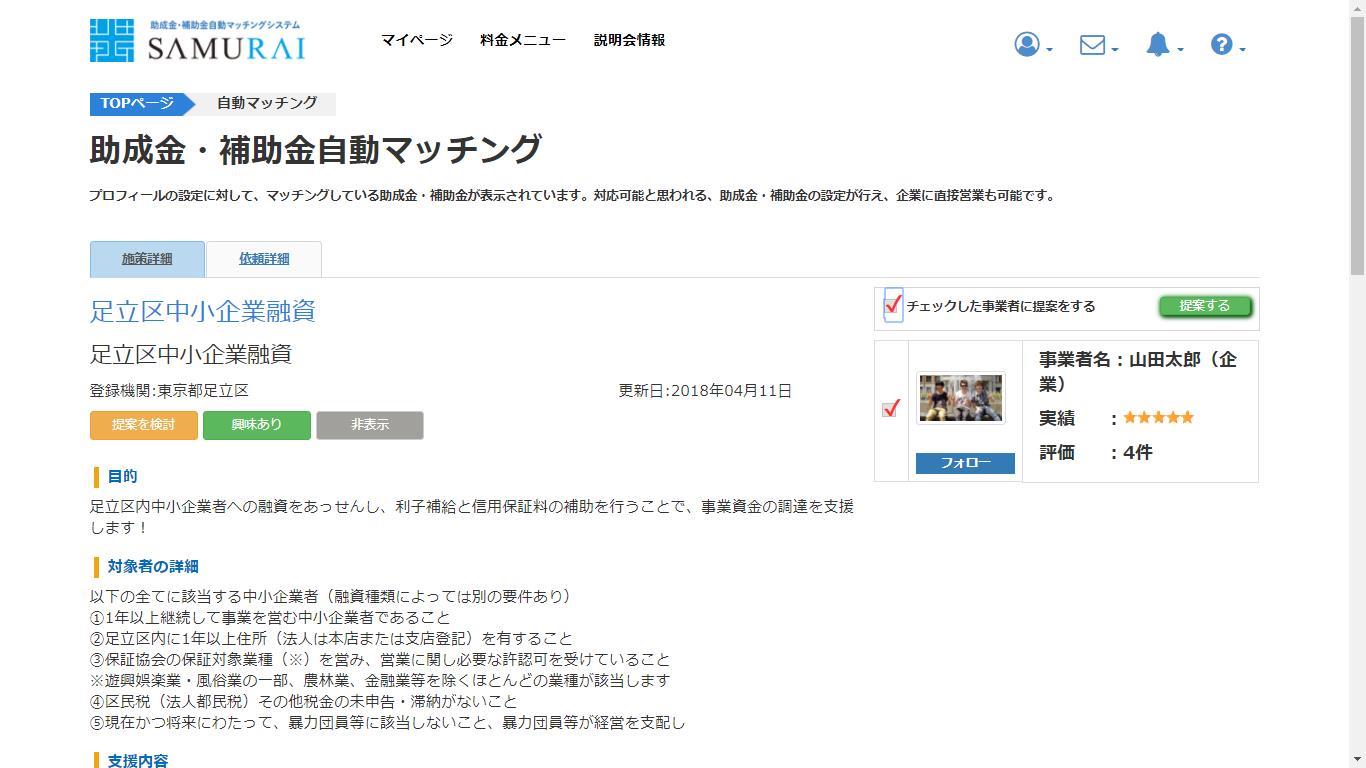 助成金・補助金自動マッチングシステム
SAMURAI
マイページ 料金メニュー 説明会情報
TOPページ 自動マッチング
助成金・補助金自動マッチング
プロフィールの設定に対して、マッチングしている助成金・補助金が表示されています。対応可能と思われる、助成金・補助金の設定が行え、企業に直接営業も可能です。
施策詳細 依頼詳細
足立区中小企業融資
足立区中小企業融資
登録機関:東京都足立区 更新日:2018年04月11日
提案を検討 興味あり 非表示
目的
足立区内中小企業者への融資をあっせんし、利子補給と信用保証料の補助を行うことで、事業資金の調達を支援
します！
対象者の詳細
以下の全てに該当する中小企業者（融資種類によっては別の要件あり）
①1年以上継続して事業を営む中小企業者であること
②足立区内に1年以上住所（法人は本店または支店登記）を有すること
③保証協会の保証対象業種（※）を営み、営業に関し必要な許認可を受けていること
※遊興娯楽業・風俗業の一部、農林業、金融業等を除くほとんどの業種が該当します
④区民税（法人都民税）その他税金の未申告・滞納がないこと
⑤現在かつ将来にわたって、暴力団員等に該当しないこと、暴力団員等が経営を支配し
支援内容
チェックした事業者に提案をする 提案する
事業者名：山田太郎（企
業）
実績 ：★★★★★
評価 ：4件
フォロー